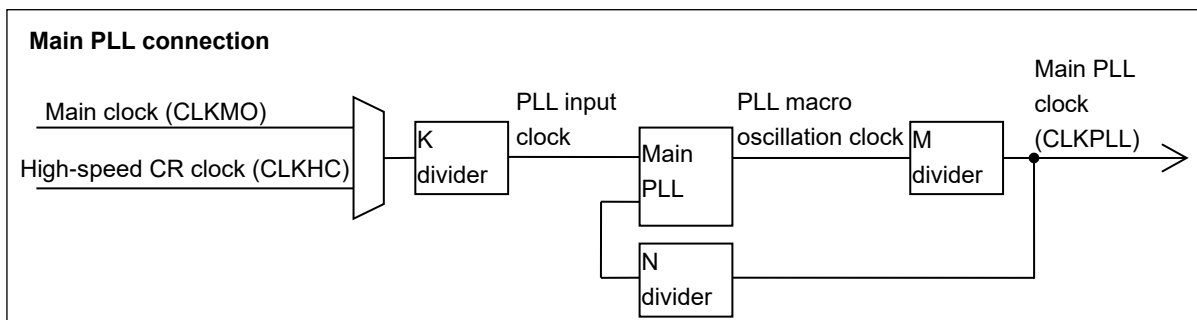 Main PLL connection
Main clock (CLKMO)
High-speed CR clock (CLKHC)
K
divider
PLL input
clock
Main
PLL
PLL macro
oscillation clock
M
divider
Main PLL
clock
(CLKPLL)
N
divider